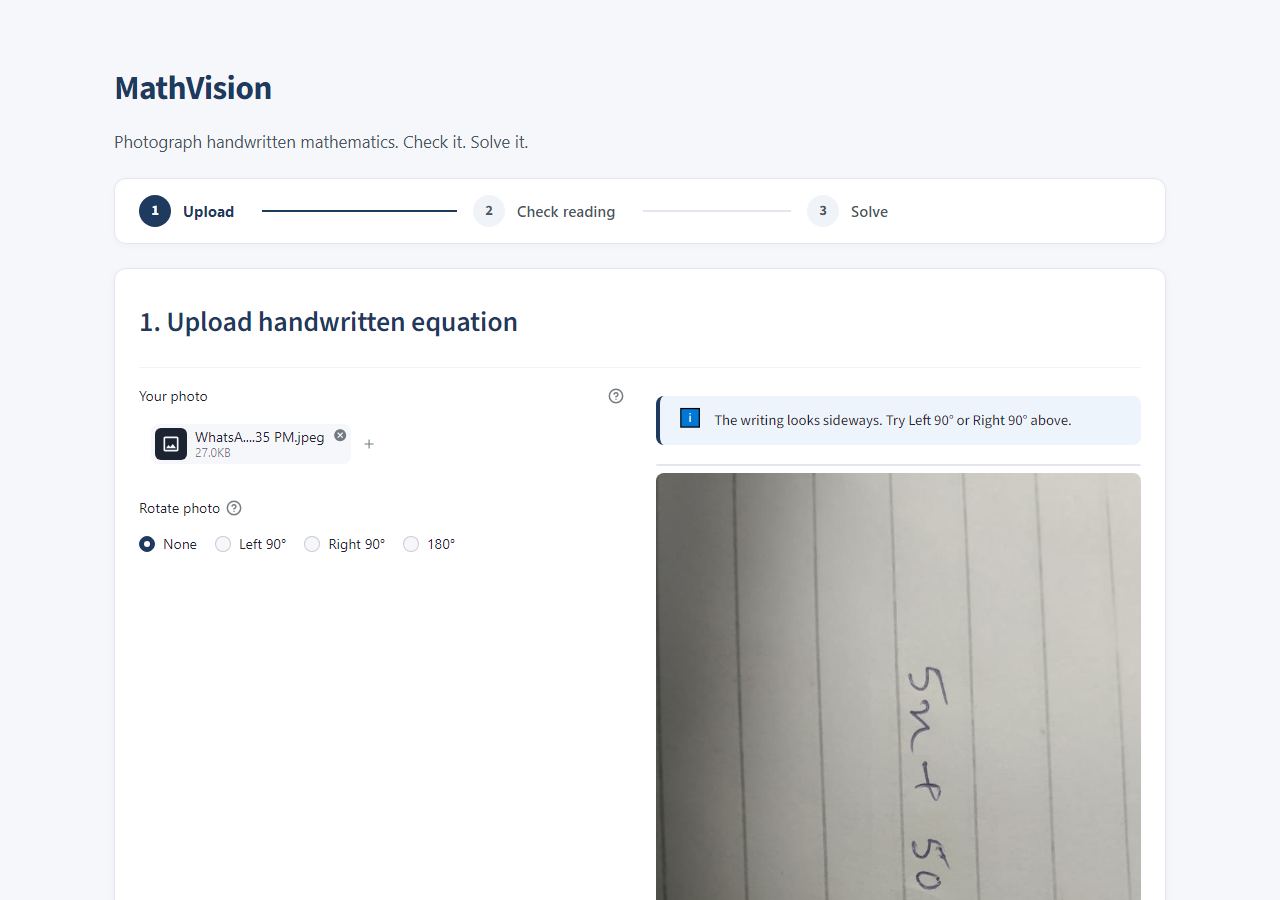 MathVision
Photograph handwritten mathematics. Check it. Solve it.
1 Upload 2 Check reading 3 Solve
1. Upload handwritten equation
Your photo
WhatsA....35 PM.jpeg
27.0KB
Rotate photo
None Left 90° Right 90° 180°
The writing looks sideways. Try Left 90° or Right 90° above.
5x + 50